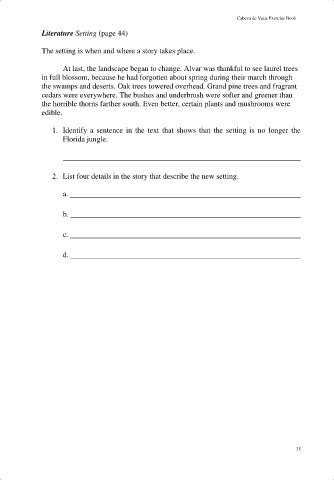 Cabeza de Vaca Exercise Book
Literature Setting (page 44)
The setting is when and where a story takes place.
At last, the landscape began to change. Alvar was thankful to see laurel trees
in full blossom, because he had forgotten about spring during their march through
the swamps and deserts. Oak trees towered overhead. Grand pine trees and fragrant
cedars were everywhere. The bushes and underbrush were softer and greener than
the horrible thorns farther south. Even better, certain plants and mushrooms were
edible.
1. Identify a sentence in the text that shows that the setting is no longer the
Florida jungle.
2. List four details in the story that describe the new setting.
a.
b.
c.
d.
35